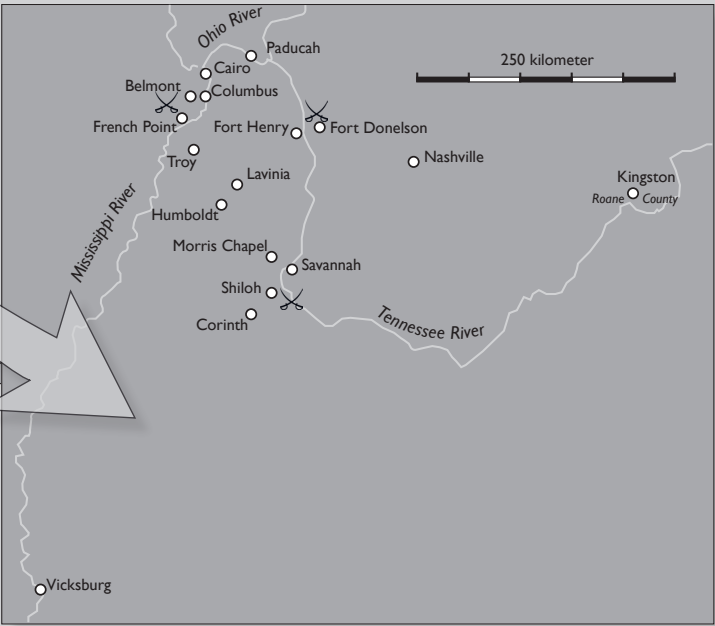 Ohio River
Paducah
Cairo
250 kilometer
Belmont
Columbus
French Point
Fort Henry
Fort Donelson
Troy
Nashville
Lavinia
Kingston
Roane County
Humboldt
Mississippi River
Morris Chapel
Savannah
Shiloh
Corinth
Tennessee River
Vicksburg